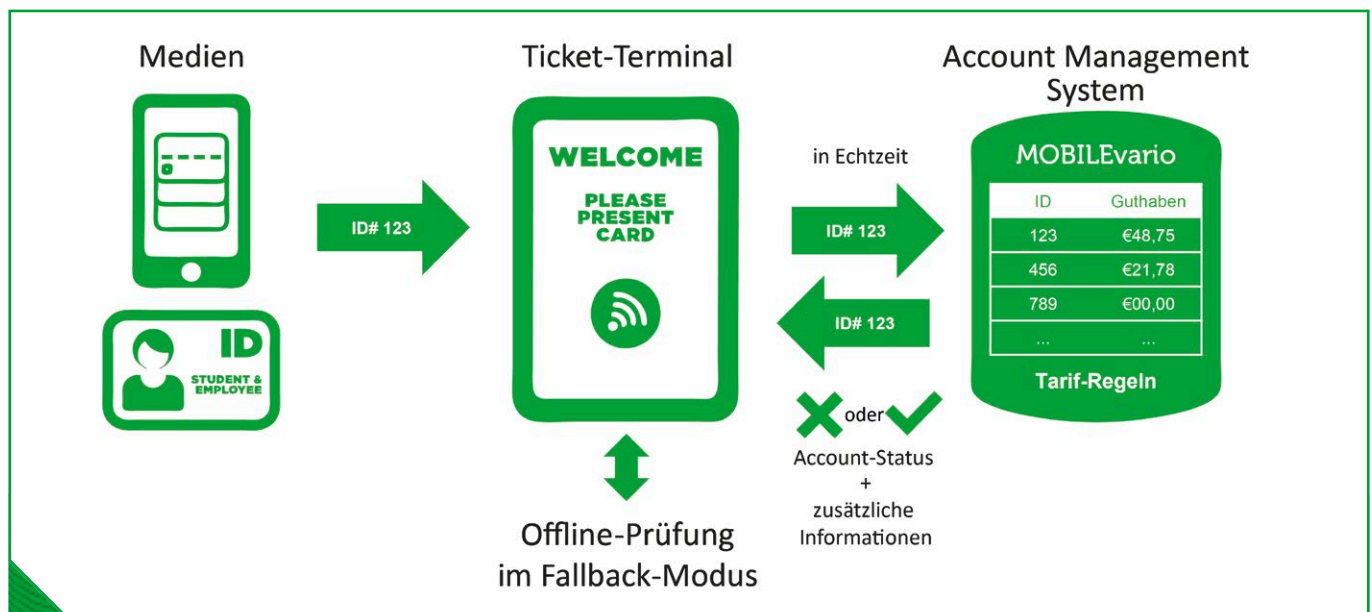 Medien
ID
STUDENT &
EMPLOYEE
ID# 123
Ticket-Terminal
WELCOME
PLEASE
PRESENT
CARD
Offline-Prüfung
im Fallback-Modus
in Echtzeit
ID# 123
ID# 123
oder
Account-Status
+
zusätzliche
Informationen
Account Management
System
MOBILEvario
ID Guthaben
123 €48,75
456 €21,78
789 €00,00
... ...
Tarif-Regeln